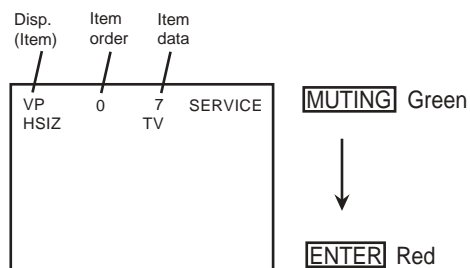 Disp.
(Item)
Item
order
Item
data
VP 0 7 SERVICE
HSIZ TV
MUTING Green
ENTER Red